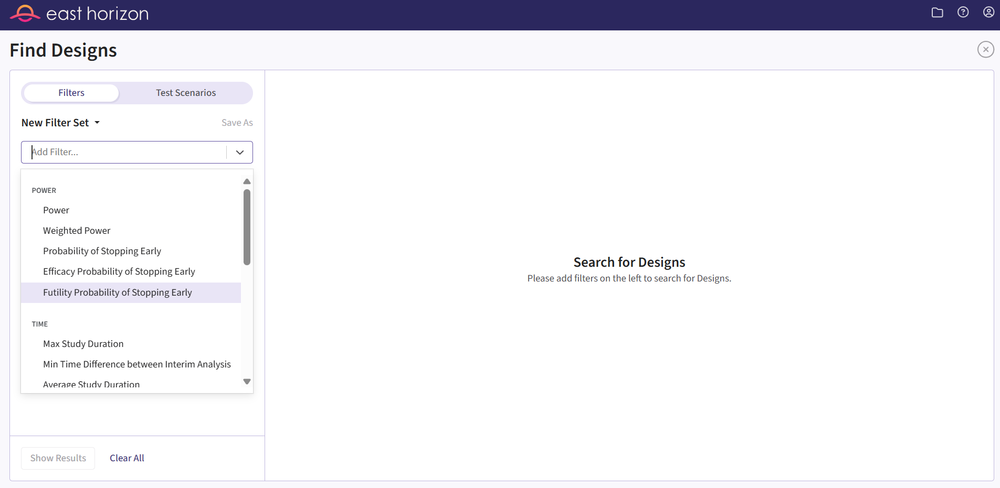 east horizon
Find Designs
Filters
Test Scenarios
New Filter Set
Save As
Add Filter...
POWER
Power
Weighted Power
Probability of Stopping Early
Efficacy Probability of Stopping Early
Futility Probability of Stopping Early
TIME
Max Study Duration
Min Time Difference between Interim Analysis
Average Study Duration
Show Results
Clear All
Search for Designs
Please add filters on the left to search for Designs.